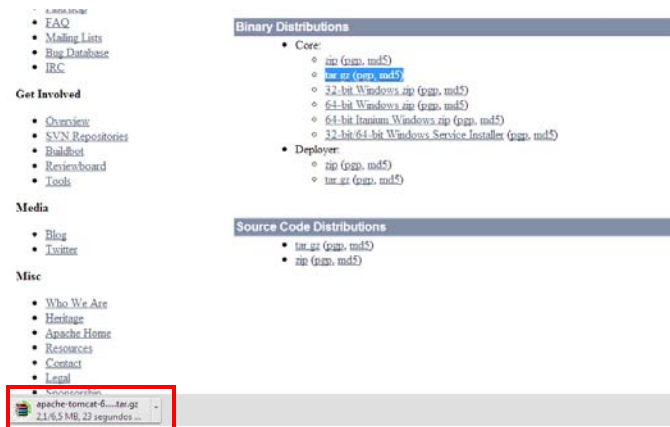 FAQ
Mailing Lists
Bug Database
IRC
Get Involved
Overview
SVN Repositories
Buildbot
Reviewboard
Tools
Media
Blog
Twitter
Misc
Who We Are
Heritage
Apache Home
Resources
Contact
Legal
Sponsorship
Binary Distributions
Core:
zip (pgp, md5)
tar.gz (pgp, md5)
32-bit Windows zip (pgp, md5)
64-bit Windows zip (pgp, md5)
64-bit Itanium Windows zip (pgp, md5)
32-bit/64-bit Windows Service Installer (pgp, md5)
Deployer:
zip (pgp, md5)
tar.gz (pgp, md5)
Source Code Distributions
tar.gz (pgp, md5)
zip (pgp, md5)
apache-tomcat-6....tar.gz
2,1/6,5 MB, 23 segundos ...